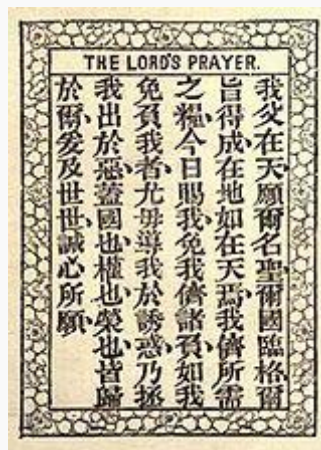 THE LORD'S PRAYER.
我父在天、願爾名聖、爾國臨格、爾
旨得成、在地如在天焉、我儕所需
之糧、今日賜我、免我儕諸負、如我
免負我者尤、毋導我於誘惑、乃拯
我出於惡、蓋國也、權也、榮也、皆歸
於爾、爰及世世、誠心所願、